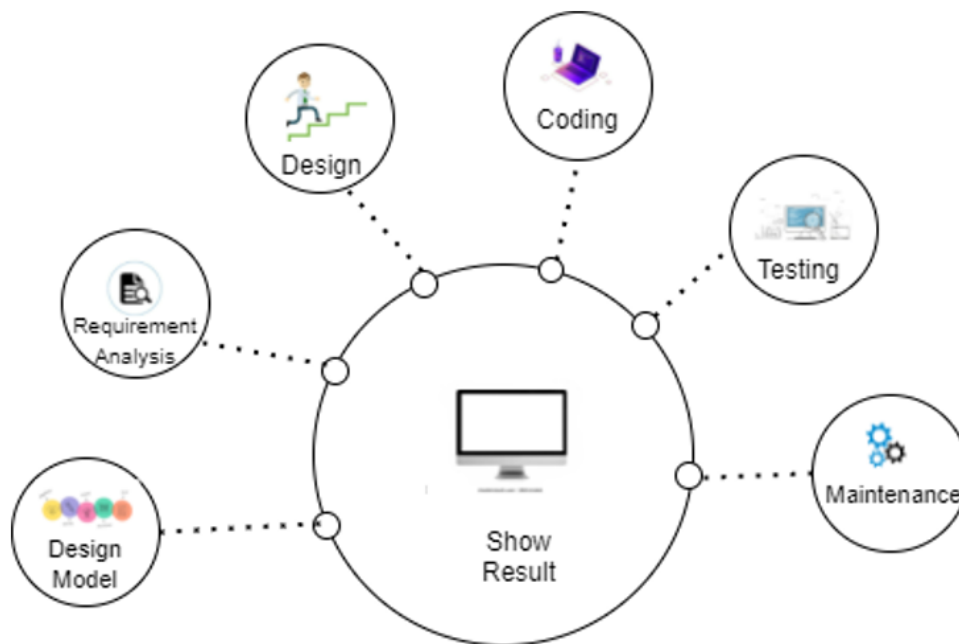 Coding
Design
Testing
Requirement
Analysis
Maintenance
Design
Model
Show
Result